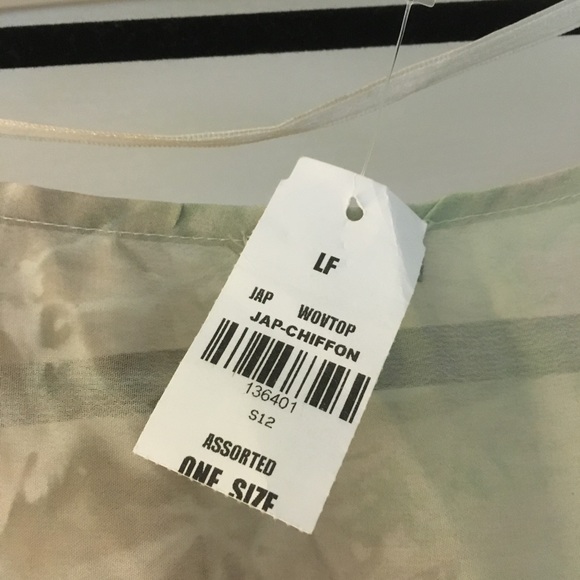 LF
JAP WOVTOP
JAP-CHIFFON
136401
S12
ASSORTED
ONE SIZE